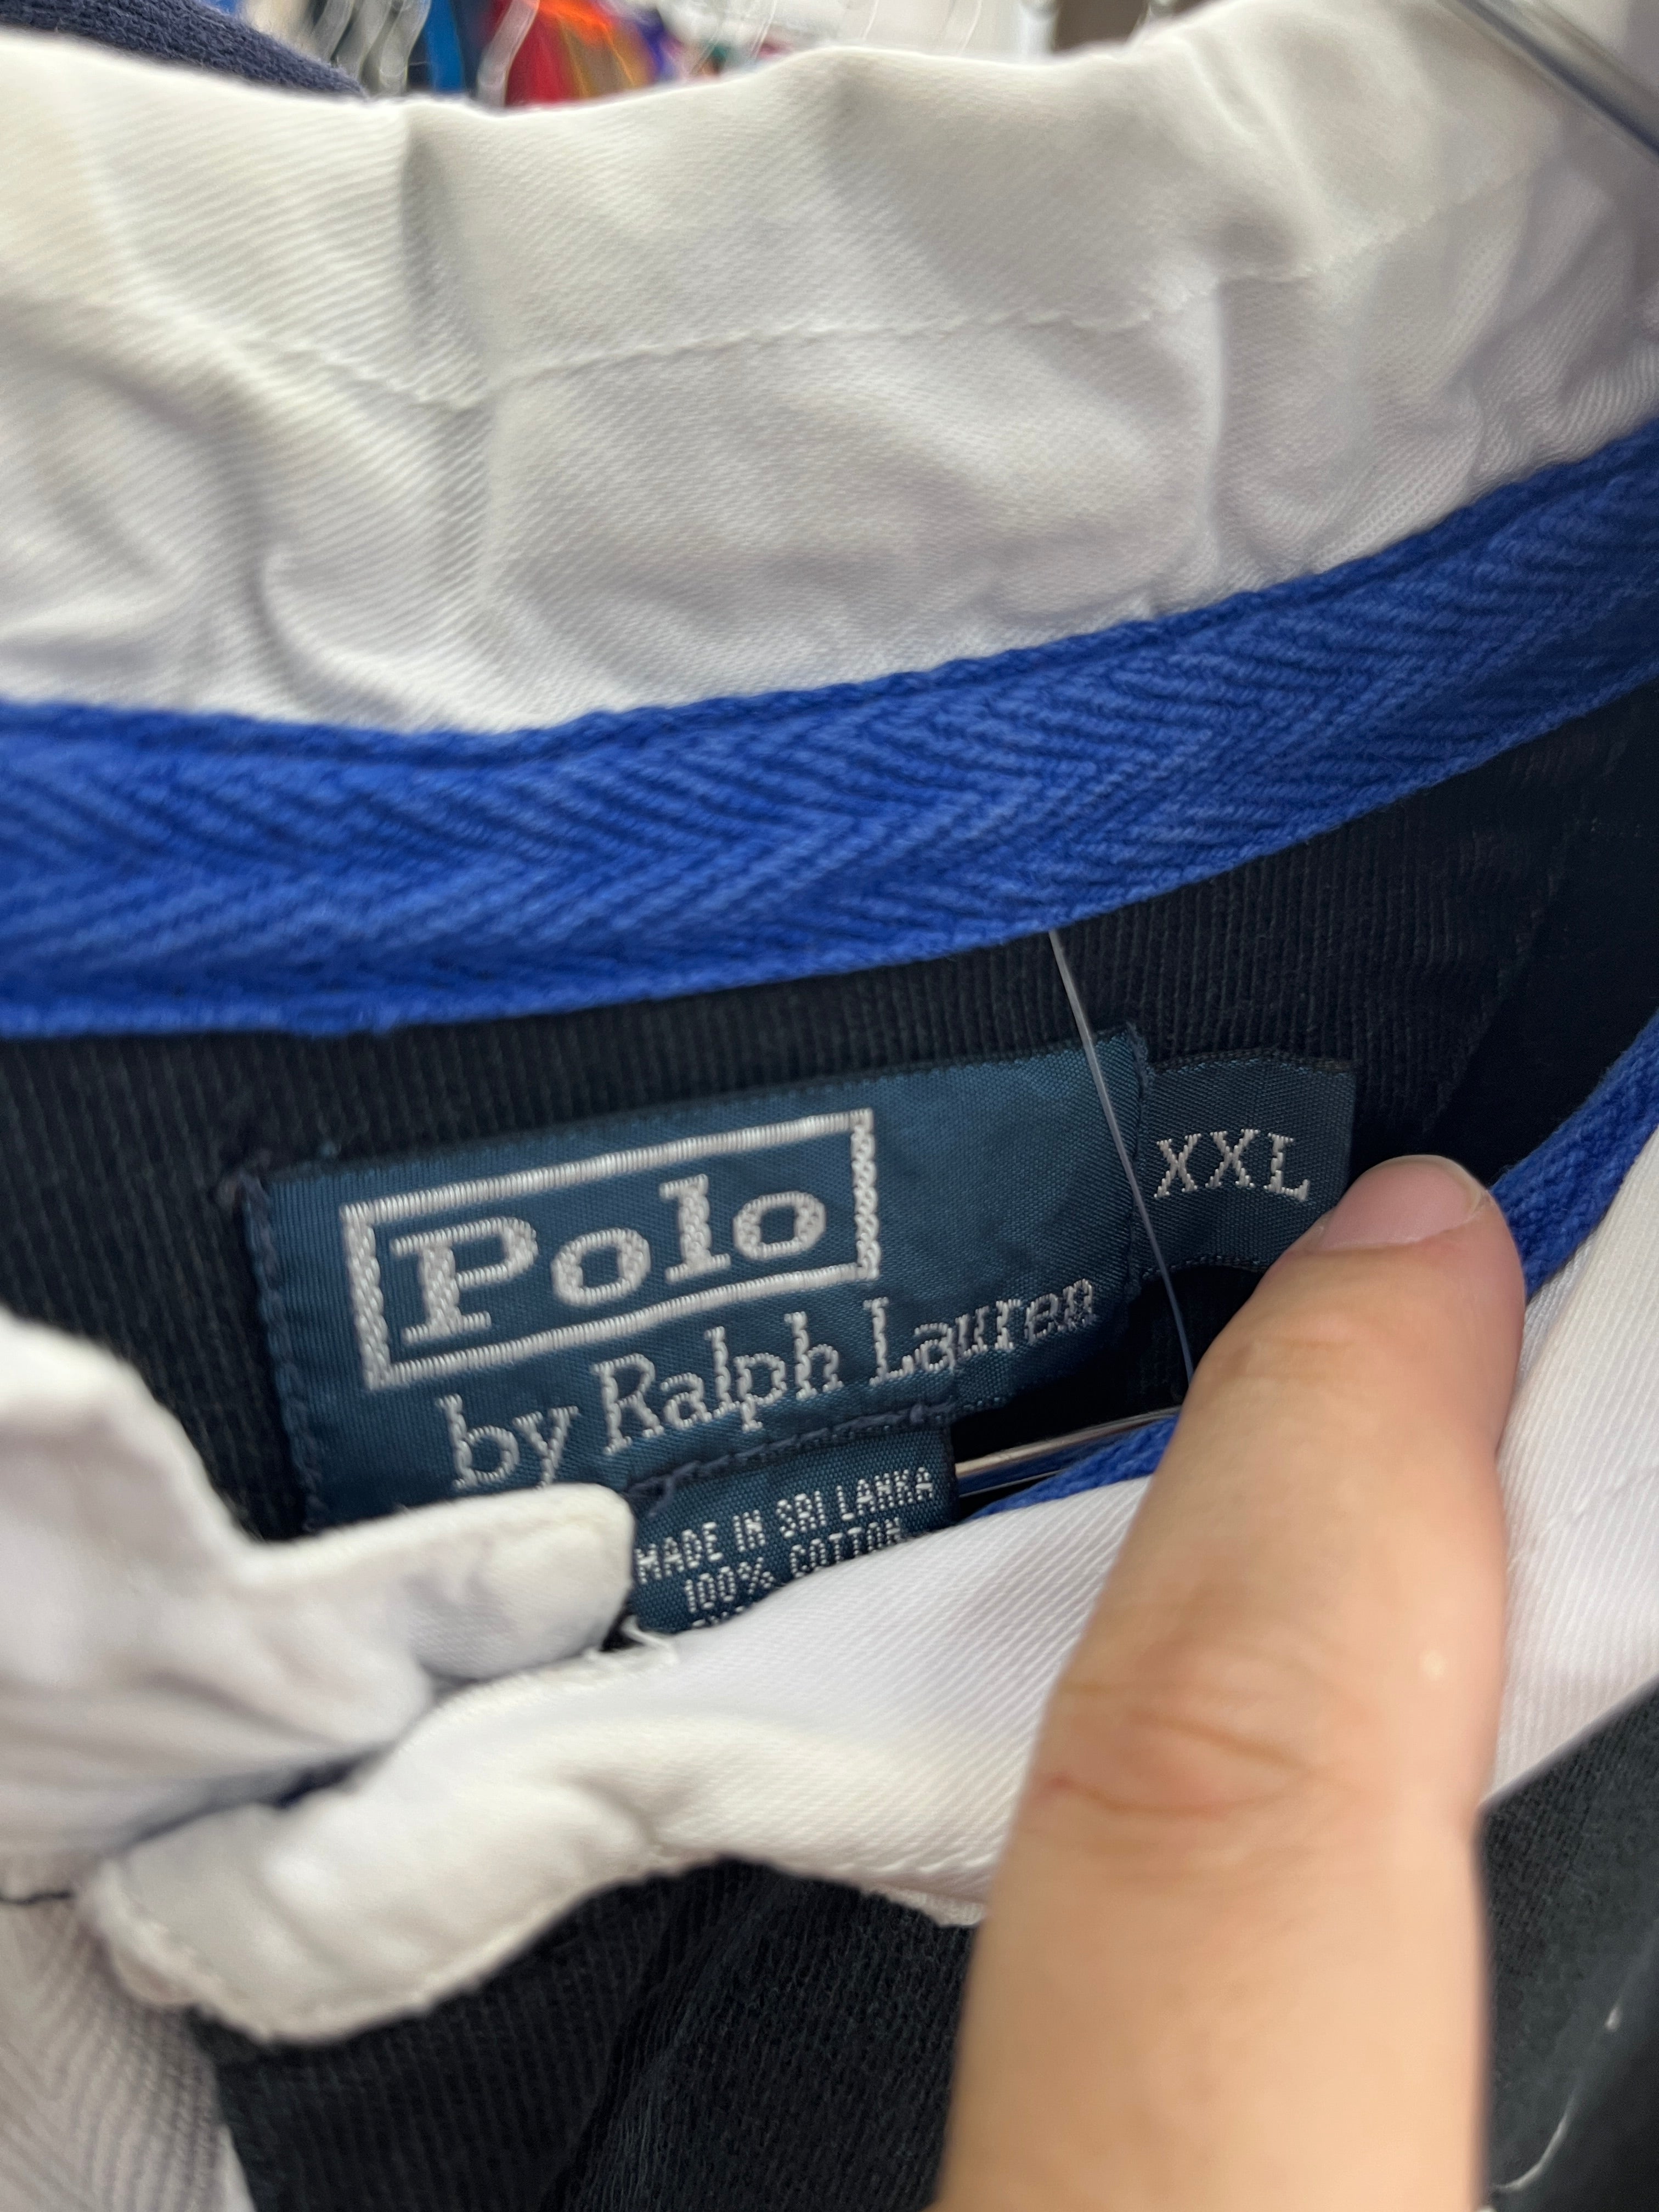 Polo
by Ralph Lauren
XXL
MADE IN SRI LANKA
100% COTTON